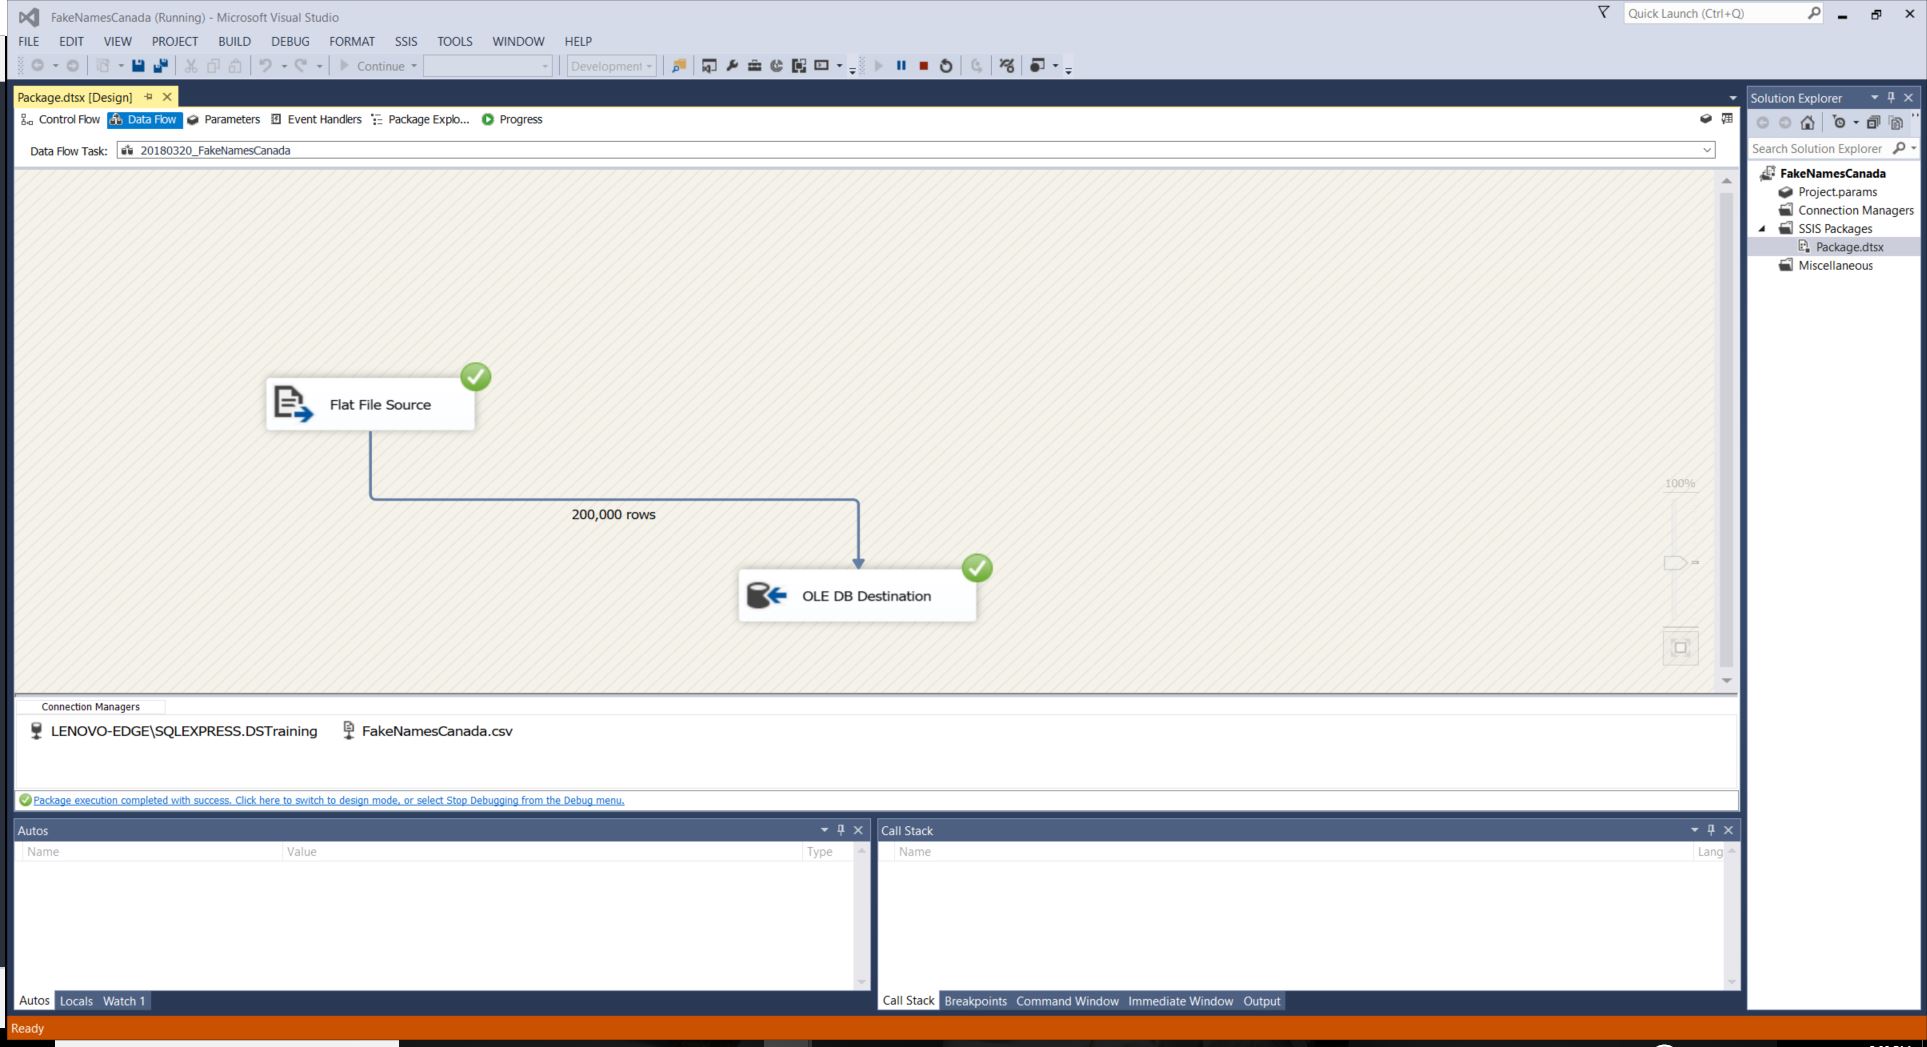 FakeNamesCanada (Running) - Microsoft Visual Studio
Quick Launch (Ctrl+Q)
FILE EDIT VIEW PROJECT BUILD DEBUG FORMAT SSIS TOOLS WINDOW HELP
Continue
Development
Package.dtsx [Design]
Control Flow Data Flow Parameters Event Handlers Package Explo... Progress
Data Flow Task: 20180320_FakeNamesCanada
Flat File Source
200,000 rows
OLE DB Destination
100%
Connection Managers
LENOVO-EDGE\SQLEXPRESS.DSTraining FakeNamesCanada.csv
Package execution completed with success. Click here to switch to design mode, or select Stop Debugging from the Debug menu.
Autos
Name Value Type
Autos Locals Watch 1
Call Stack
Name Lang
Call Stack Breakpoints Command Window Immediate Window Output
Solution Explorer
Search Solution Explorer
FakeNamesCanada
Project.params
Connection Managers
SSIS Packages
Package.dtsx
Miscellaneous
Ready